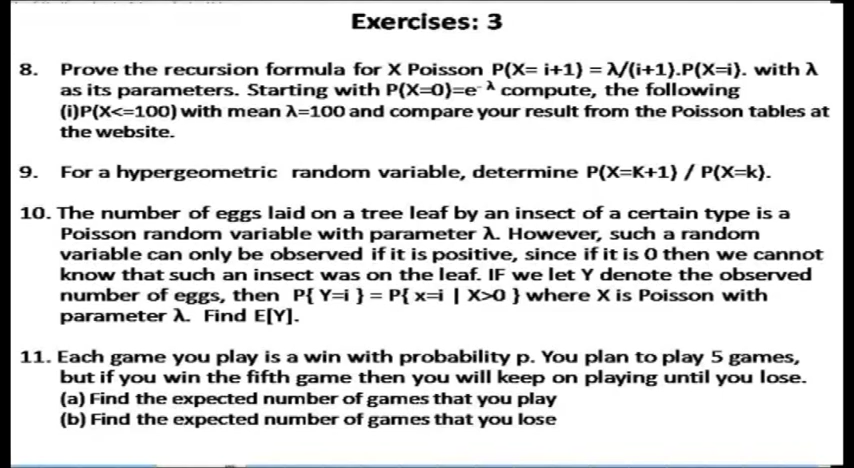 Exercises: 3
8. Prove the recursion formula for X Poisson P(X= i+1) = λ/(i+1).P(X=i}. with λ
as its parameters. Starting with P(X=0)=e⁻ λ compute, the following
(i)P(X<=100) with mean λ=100 and compare your result from the Poisson tables at
the website.
9. For a hypergeometric random variable, determine P(X=K+1} / P(X=k}.
10. The number of eggs laid on a tree leaf by an insect of a certain type is a
Poisson random variable with parameter λ. However, such a random
variable can only be observed if it is positive, since if it is 0 then we cannot
know that such an insect was on the leaf. IF we let Y denote the observed
number of eggs, then P{ Y=i } = P{ x=i | X>0 } where X is Poisson with
parameter λ. Find E[Y].
11. Each game you play is a win with probability p. You plan to play 5 games,
but if you win the fifth game then you will keep on playing until you lose.
(a) Find the expected number of games that you play
(b) Find the expected number of games that you lose